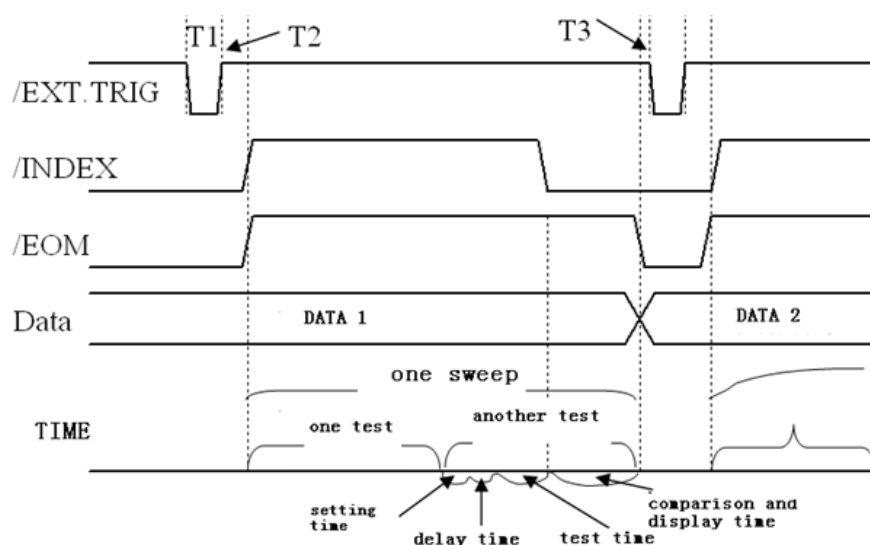 T1 T2 T3
/EXT.TRIG
/INDEX
/EOM
Data DATA 1 DATA 2
one sweep
TIME one test another test
setting
time
delay time
test time
comparison and
display time